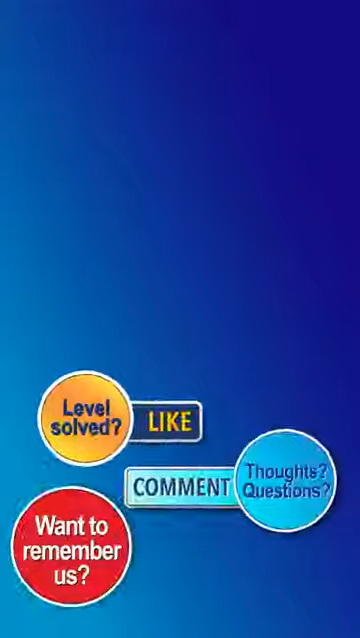 Level
solved?
LIKE
Thoughts?
Questions?
COMMENT
Want to
remember
us?